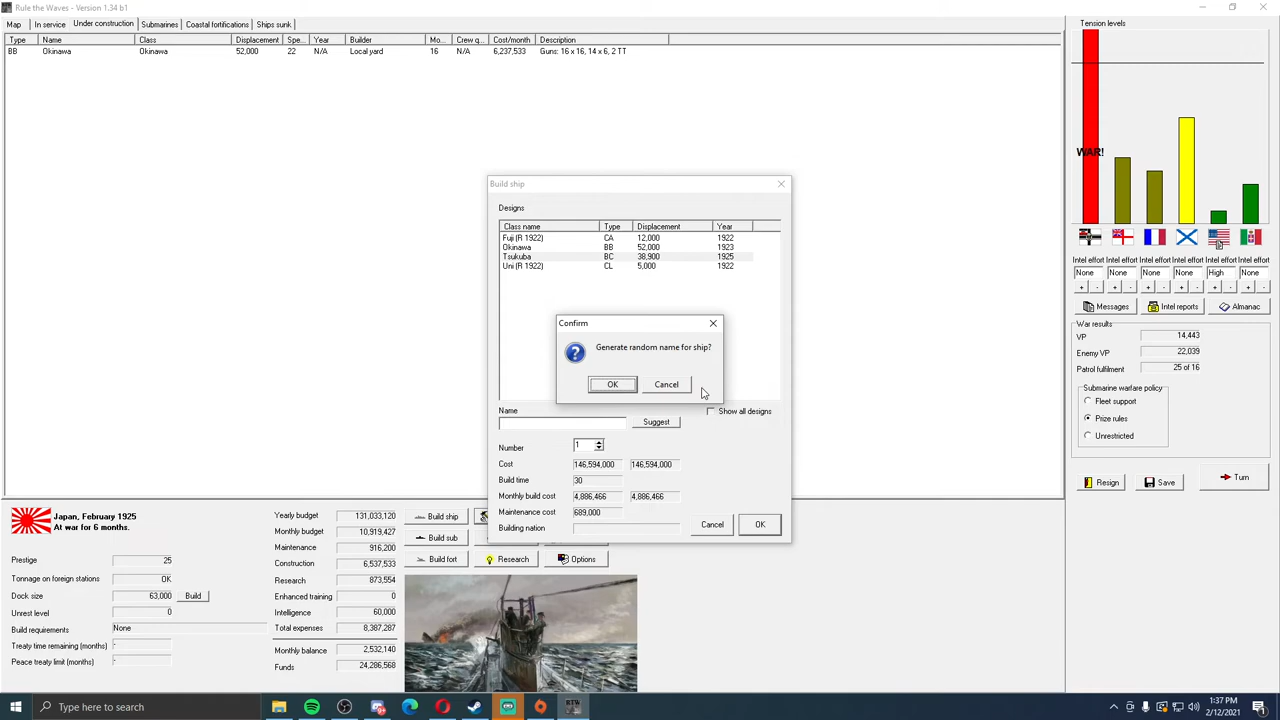 Rule the Waves - Version 1.34 b1
Map In service Under construction Submarines Coastal fortifications Ships sunk
Type Name Class Displacement Spe... Year Builder Mo... Crew q... Cost/month Description
BB Okinawa Okinawa 52,000 22 N/A Local yard 16 N/A 6,237,533 Guns: 16 x 16, 14 x 6, 2 TT
Tension levels
WAR!
Intel effort Intel effort Intel effort Intel effort Intel effort Intel effort
None None None None High None
+ - + - + - + - + - + -
Messages Intel reports Almanac
War results
VP 14,443
Enemy VP 22,039
Patrol fulfilment 25 of 16
Submarine warfare policy
Fleet support
Prize rules
Unrestricted
Resign Save Turn
Build ship
Designs
Class name Type Displacement Year
Fuji (R 1922) CA 12,000 1922
Okinawa BB 52,000 1923
Tsukuba BC 38,900 1925
Uni (R 1922) CL 5,000 1922
Confirm
Generate random name for ship?
OK Cancel
Name
Show all designs
Suggest
Number 1
Cost 146,594,000 146,594,000
Build time 30
Monthly build cost 4,886,466 4,886,466
Maintenance cost 689,000
Building nation
Cancel OK
Japan, February 1925
At war for 6 months.
Prestige 25
Tonnage on foreign stations OK
Dock size 63,000 Build
Unrest level 0
Build requirements None
Treaty time remaining (months) -
Peace treaty limit (months) -
Yearly budget 131,033,120
Monthly budget 10,919,427
Maintenance 916,200
Construction 6,537,533
Research 873,554
Enhanced training 0
Intelligence 60,000
Total expenses 8,387,287
Monthly balance 2,532,140
Funds 24,286,568
Build ship
Build sub
Build fort Research Options
Type here to search
RTW
1:37 PM
2/12/2021
1